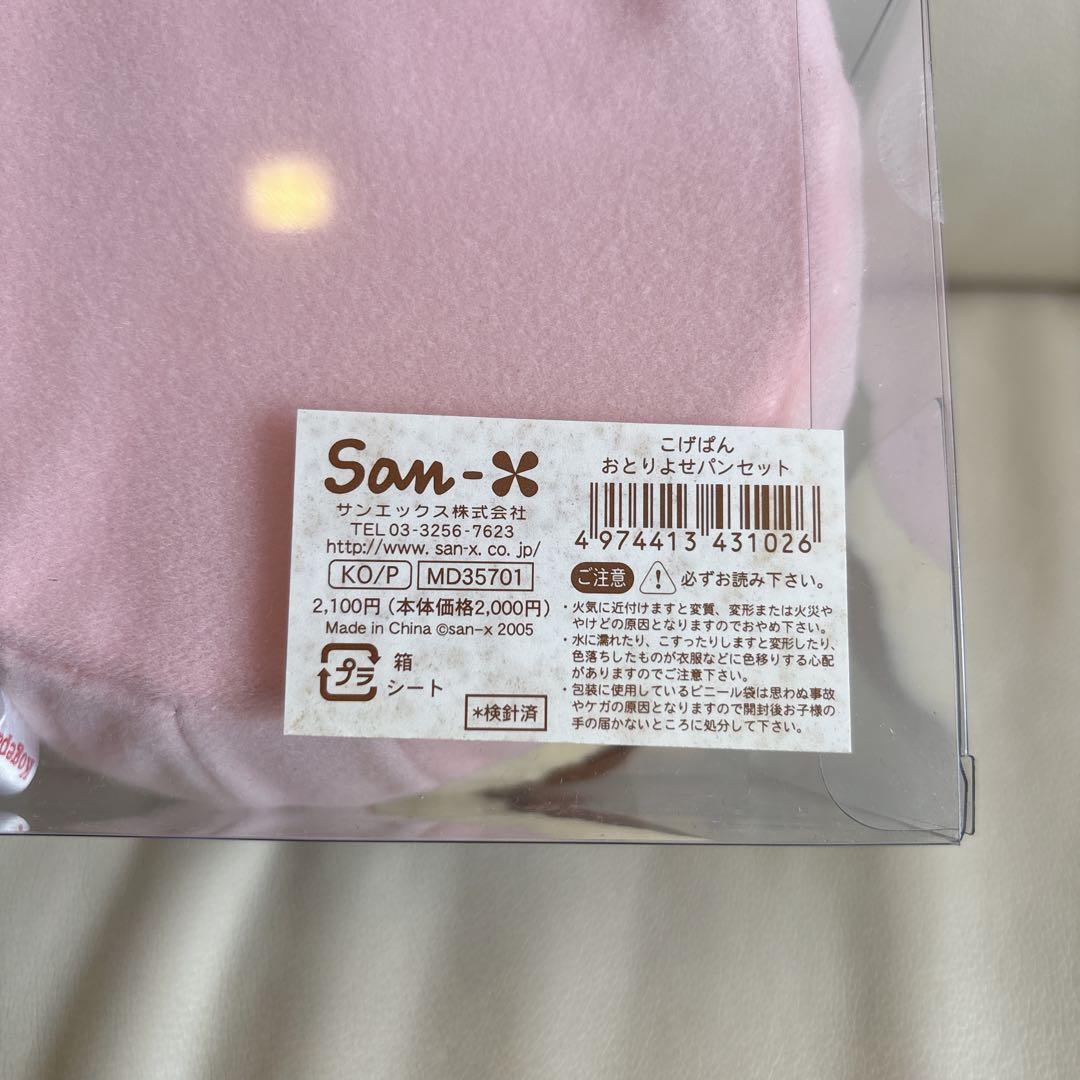 San-X
サンエックス株式会社
TEL 03-3256-7623
http://www.san-x.co.jp/
KO/P MD35701
2,100円(本体価格2,000円)
Made in China ©san-x 2005
プラ 箱
シート
*検針済
こげぱん
おとりよせパンセット
4 974413 431026
ご注意 ! 必ずお読み下さい。
・火気に近付けますと変質、変形または火災や
やけどの原因となりますのでおやめ下さい。
・水に濡れたり、こすったりしますと変形したり、
色落ちしたものが衣服などに色移りする心配
がありますのでご注意下さい。
・包装に使用しているビニール袋は思わぬ事故
やケガの原因となりますので開封後お子様の
手の届かないところに処分して下さい。